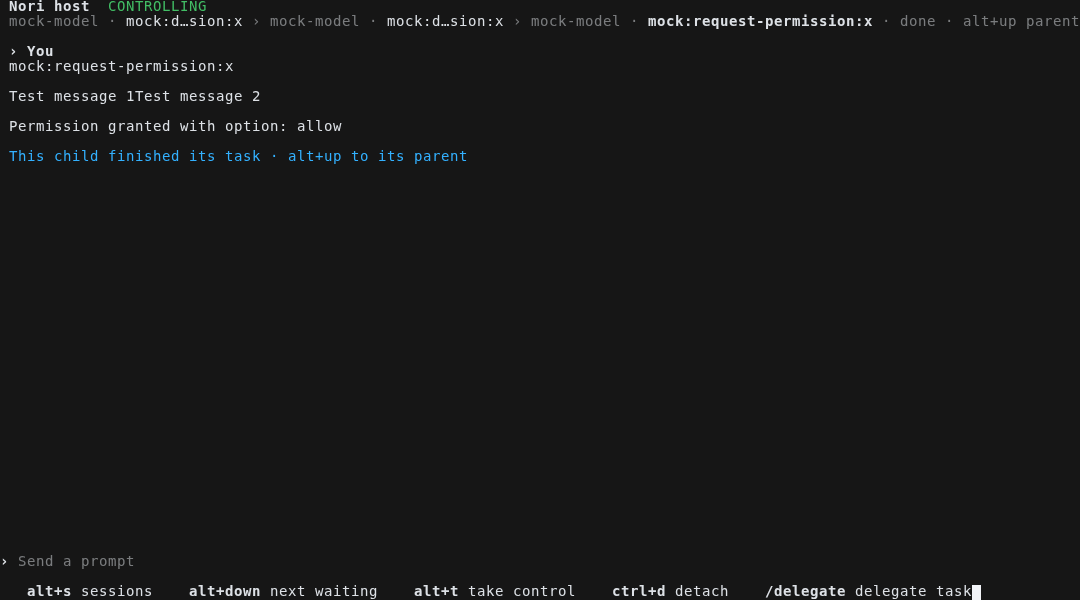 Nori host  CONTROLLING
mock-model · mock:d…sion:x › mock-model · mock:d…sion:x › mock-model · mock:request-permission:x · done · alt+up parent
› You
mock:request-permission:x
Test message 1Test message 2
Permission granted with option: allow
This child finished its task · alt+up to its parent
› Send a prompt
alt+s sessions    alt+down next waiting    alt+t take control    ctrl+d detach    /delegate delegate task